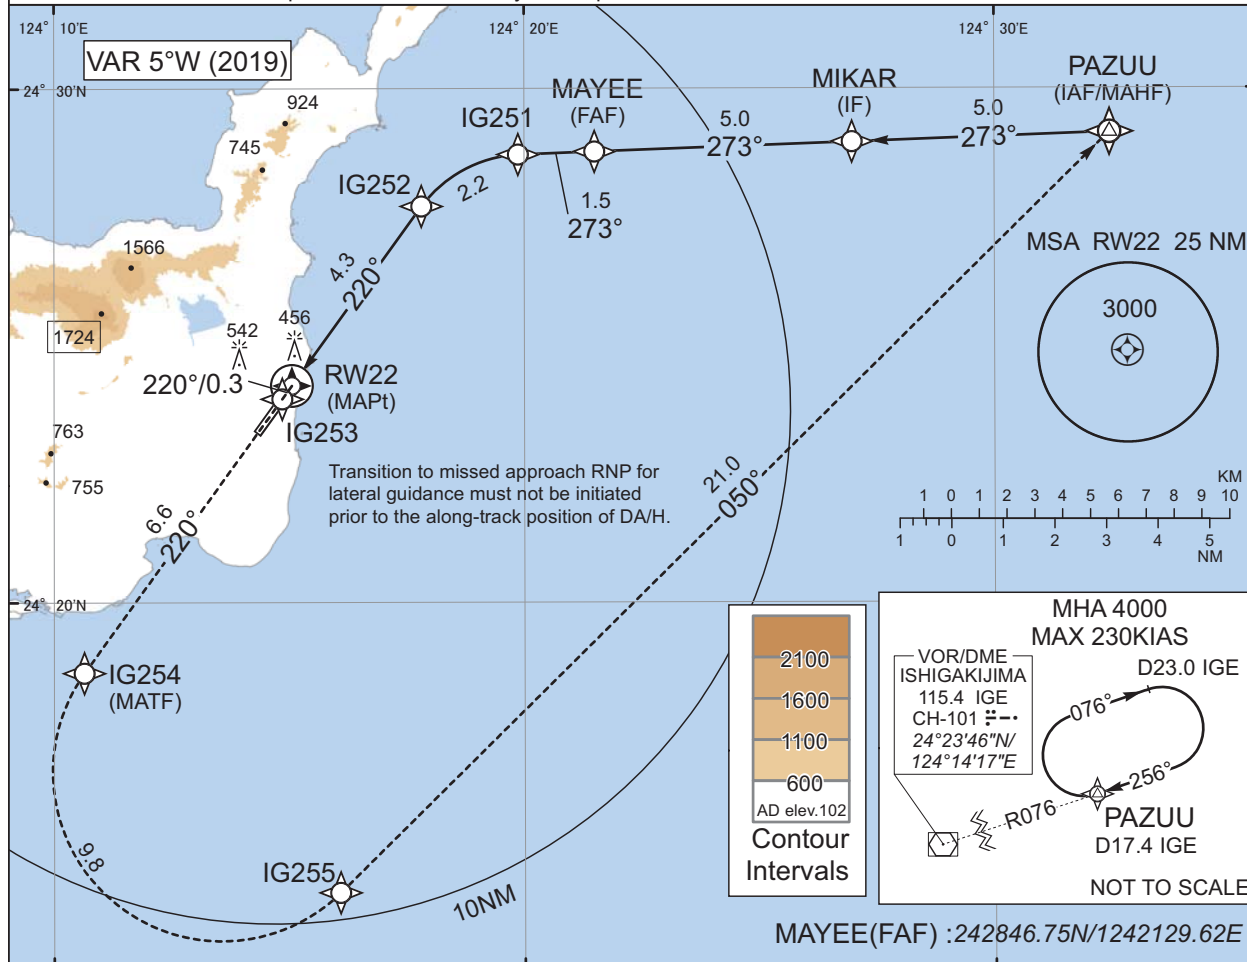 124° 10'E
124° 20'E
124° 30'E
VAR 5°W (2019)
24° 30'N
924
745
IG251
MAYEE
(FAF)
5.0
273°
MIKAR
(IF)
5.0
273°
PAZUU
(IAF/MAHF)
IG252
2.2
1.5
273°
1566
4.3
220°
MSA RW22 25 NM
3000
1724
542
456
220°/0.3
RW22
(MAPt)
IG253
763
755
Transition to missed approach RNP for
lateral guidance must not be initiated
prior to the along-track position of DA/H.
21.0
050°
6.6
220°
KM
1 0 1 2 3 4 5 6 7 8 9 10
1 0 1 2 3 4 5
NM
24° 20'N
IG254
(MATF)
9.8
IG255
10NM
2100
1600
1100
600
AD elev.102
Contour
Intervals
MHA 4000
MAX 230KIAS
VOR/DME
ISHIGAKIJIMA
115.4 IGE
CH-101
24°23'46"N/
124°14'17"E
D23.0 IGE
076°
256°
R076
PAZUU
D17.4 IGE
NOT TO SCALE
MAYEE(FAF) :242846.75N/1242129.62E